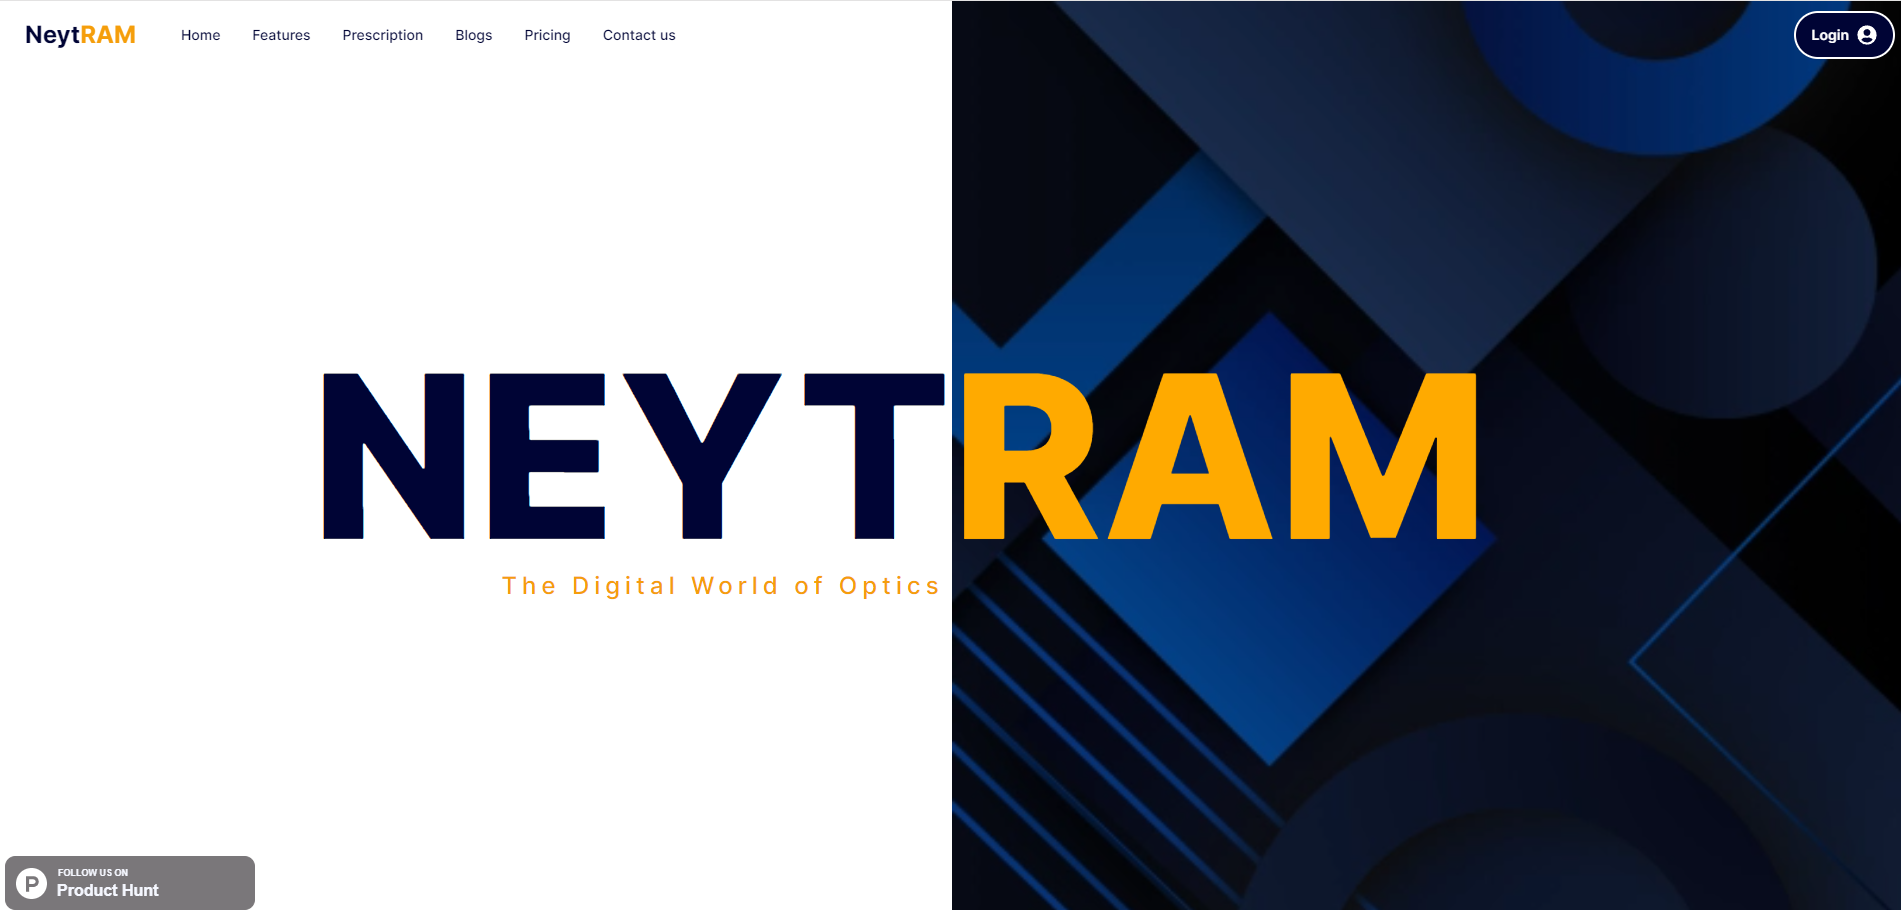 NeytRAM Home Features Prescription Blogs Pricing Contact us Login
NEYTRAM
The Digital World of Optics
P FOLLOW US ON
Product Hunt